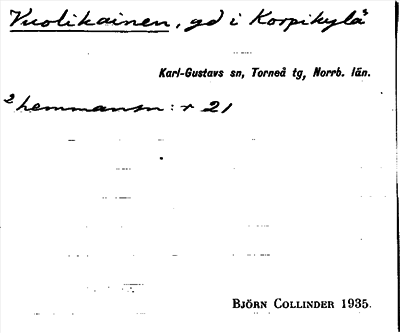 Vuolikainen, gd i Korpikylä
Karl-Gustavs sn, Torneå tg, Norrb. län.
2 hemmansn: r 21
BJÖRN COLLINDER 1935.